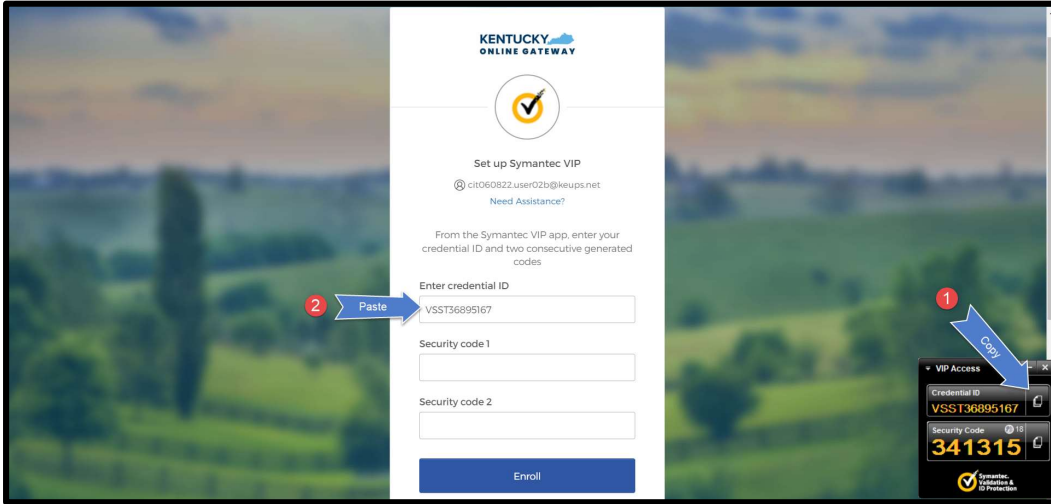 KENTUCKY
ONLINE GATEWAY
Set up Symantec VIP
cit060822.user02b@keups.net
Need Assistance?
From the Symantec VIP app, enter your
credential ID and two consecutive generated
codes
Enter credential ID
2 Paste
VSST36895167
Security code 1
Security code 2
Enroll
1
Copy
VIP Access
Credential ID
VSST36895167
Security Code 18
341315
Symantec.
Validation &
ID Protection